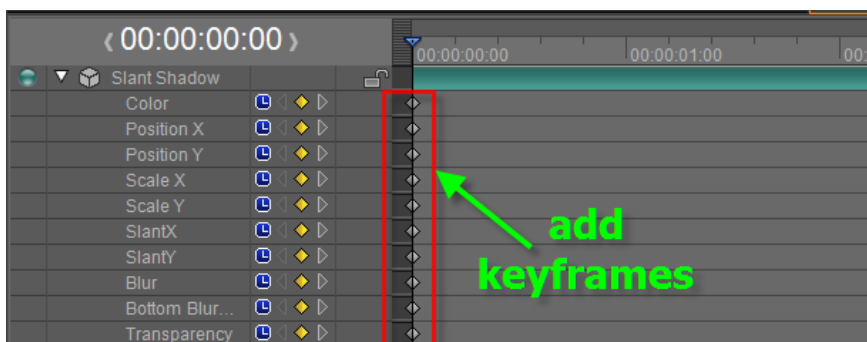 00:00:00:00
00:00:00:00 00:00:01:00 00:
Slant Shadow
Color
Position X
Position Y
Scale X
Scale Y
SlantX
SlantY
Blur
Bottom Blur...
Transparency
add
keyframes